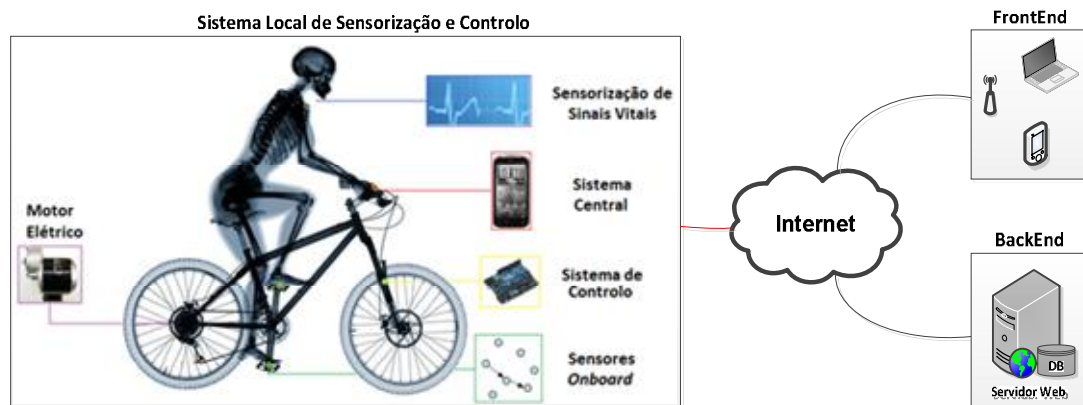 Sistema Local de Sensorização e Controlo
FrontEnd
Sensorização de
Sinais Vitais
Sistema
Central
Motor
Elétrico
Internet
Sistema de
Controlo
BackEnd
Sensores
Onboard
DB
Servidor Web